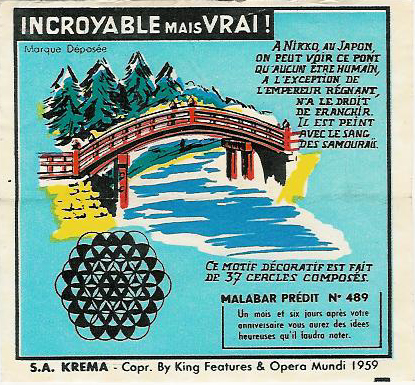 INCROYABLE MAIS VRAI !
Marque Déposée
A NIKKO, AU JAPON,
ON PEUT VOIR CE PONT
QU'AUCUN ÊTRE HUMAIN,
A L'EXCEPTION DE
L'EMPEREUR RÉGNANT,
N'A LE DROIT
DE FRANCHIR.
IL EST PEINT
AVEC LE SANG
DES SAMOURAÏ.
CE MOTIF DÉCORATIF EST FAIT
DE 37 CERCLES COMPOSÉS.
MALABAR PRÉDIT N° 489
Un mois et six jours après votre
anniversaire vous aurez des idees
heureuses qu'il faudra noter.
S.A. KREMA - Copr. By King Features & Opera Mundi 1959